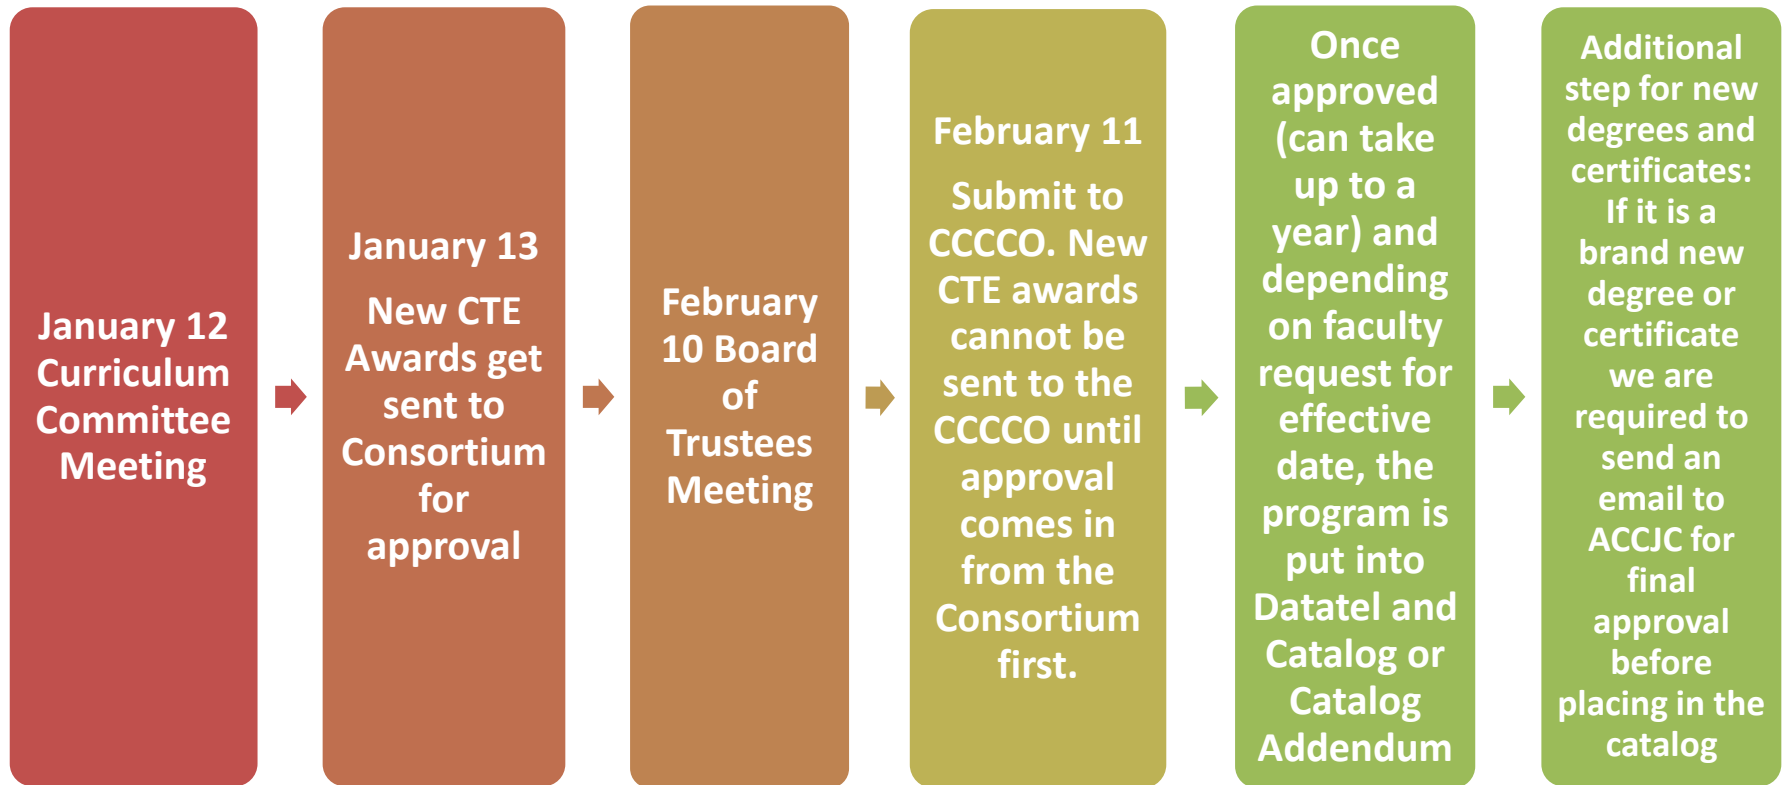 January 12
Curriculum
Committee
Meeting
January 13
New CTE
Awards get
sent to
Consortium
for
approval
February
10 Board
of
Trustees
Meeting
February 11
Submit to
CCCCO. New
CTE awards
cannot be
sent to the
CCCCO until
approval
comes in
from the
Consortium
first.
Once
approved
(can take
up to a
year) and
depending
on faculty
request for
effective
date, the
program is
put into
Datatel and
Catalog or
Catalog
Addendum
Additional
step for new
degrees and
certificates:
If it is a
brand new
degree or
certificate
we are
required to
send an
email to
ACCJC for
final
approval
before
placing in the
catalog